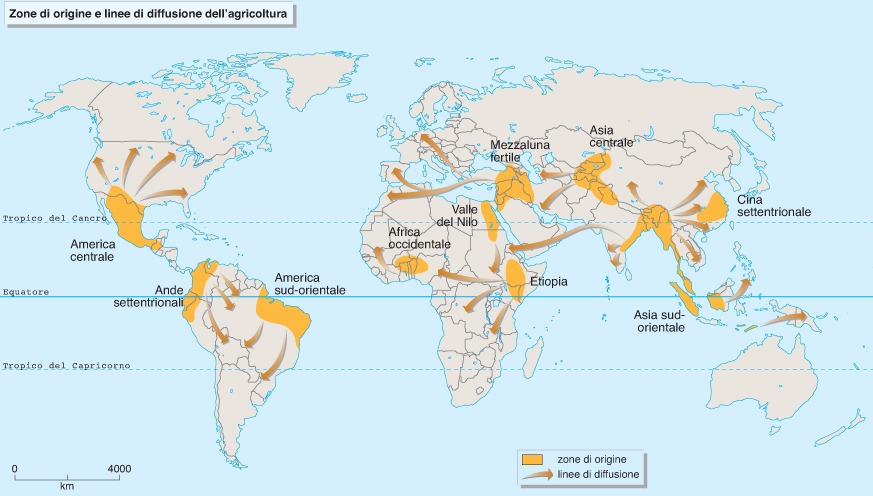 Zone di origine e linee di diffusione dell'agricoltura
Asia
centrale
Mezzaluna
fertile
Cina
settentrionale
Valle
del Nilo
Tropico del Cancro
Africa
occidentale
America
centrale
America
sud-orientale
Etiopia
Ande
settentrionali
Equatore
Asia sud-
orientale
Tropico del Capricorno
zone di origine
linee di diffusione
0 4000
km